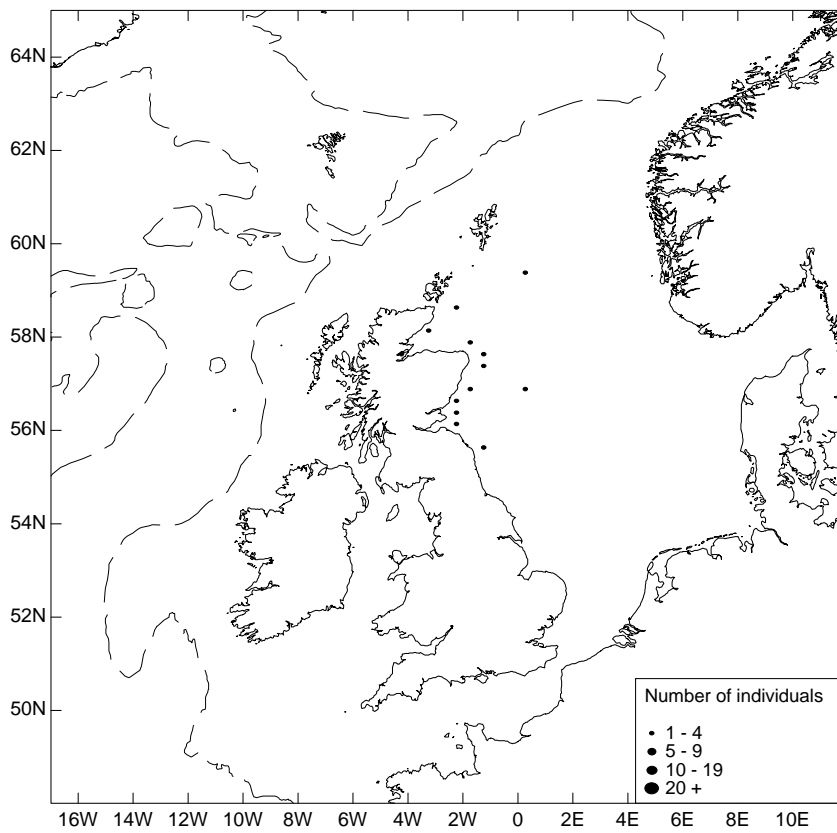 64N
62N
60N
58N
56N
54N
52N
50N
Number of individuals
1 - 4
5 - 9
10 - 19
20 +
16W 14W 12W 10W 8W 6W 4W 2W 0 2E 4E 6E 8E 10E